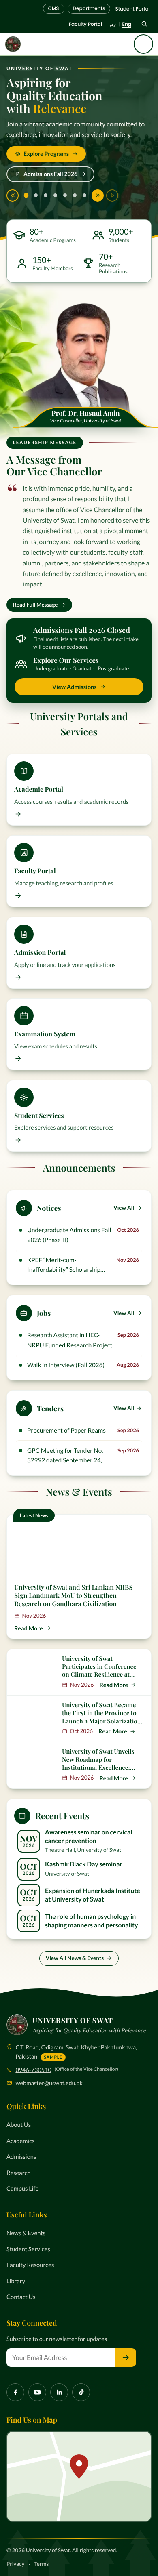 CMS Departments Student Portal
Faculty Portal اردو | Eng
UNIVERSITY OF SWAT
Aspiring for
Quality Education
with Relevance
Committed to providing an environment of
devotion, innovation and service to society.
Explore Programs →
Admissions Fall 2026 →
80+
Academic Programs
9,000+
Students
150+
Faculty Members
70+
Research
Publications
Prof. Dr. Husnul Amin
Vice Chancellor, University of Swat
LEADERSHIP MESSAGE
A Message from
Our Vice Chancellor
It is with immense pride, humility, and a
profound sense of responsibility that I
assume the office of Vice Chancellor of the
University of Swat. I am honored to serve this
distinguished institution at a pivotal moment
in its journey and look forward to working
collectively with our students, faculty, staff,
alumni, partners, and stakeholders to shape a
future defined by excellence, innovation, and
impact.
Read Full Message →
Admissions Fall 2026 Closed
Final merit lists are published. The next intake
will be announced soon.
Explore Our Services
Undergraduate · Graduate · Postgraduate
View Admissions →
University Portals and
Services
Academic Portal
Access courses, results and academic records
→
Faculty Portal
Manage teaching, research and profiles
→
Admission Portal
Apply online and track your applications
→
Examination System
View exam schedules and results
→
Student Services
Explore services and support resources
→
Announcements
Notices View All →
Undergraduate Admissions Fall Oct 2026
2026 (Phase-II)
KPEF "Merit-cum- Nov 2026
Inaffordability" Scholarship...
Jobs View All →
Research Assistant in HEC- Sep 2026
NRPU Funded Research Project
Walk in Interview (Fall 2026) Aug 2026
Tenders View All →
Procurement of Paper Reams Sep 2026
GPC Meeting for Tender No. Sep 2026
32992 dated September 24,...
News & Events
Latest News
University of Swat and Sri Lankan NIHBS
Sign Landmark MoU to Strengthen
Research on Gandhara Civilization
Nov 2026
Read More →
University of Swat
Participates in Conference
on Climate Resilience at...
Nov 2026 Read More →
University of Swat Became
the First in the Province to
Launch a Major Solarizatio...
Oct 2026 Read More →
University of Swat Unveils
New Roadmap for
Institutional Excellence:...
Nov 2026 Read More →
Recent Events
NOV
2026
Awareness seminar on cervical
cancer prevention
Theatre Hall, University of Swat
OCT
2026
Kashmir Black Day seminar
University of Swat
OCT
2026
Expansion of Hunerkada Institute
at University of Swat
OCT
2026
The role of human psychology in
shaping manners and personality
View All News & Events →
UNIVERSITY OF SWAT
Aspiring for Quality Education with Relevance
C.T. Road, Odigram, Swat, Khyber Pakhtunkhwa,
Pakistan SAMPLE
0946-730510 (Office of the Vice Chancellor)
webmaster@uswat.edu.pk
Quick Links
About Us
Academics
Admissions
Research
Campus Life
Useful Links
News & Events
Student Services
Faculty Resources
Library
Contact Us
Stay Connected
Subscribe to our newsletter for updates
Your Email Address →
Find Us on Map
© 2026 University of Swat. All rights reserved.
Privacy · Terms